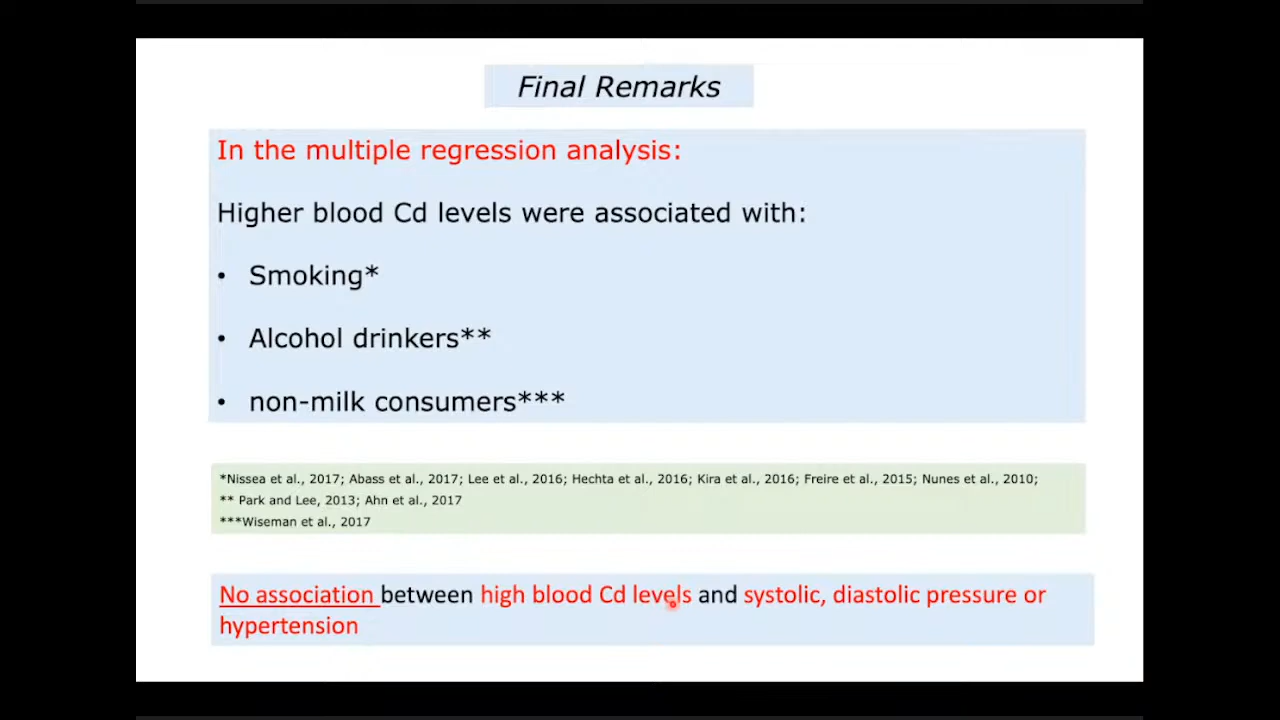 Final Remarks
In the multiple regression analysis:
Higher blood Cd levels were associated with:
• Smoking*
• Alcohol drinkers**
• non-milk consumers***
*Nissea et al., 2017; Abass et al., 2017; Lee et al., 2016; Hechta et al., 2016; Kira et al., 2016; Freire et al., 2015; Nunes et al., 2010;
** Park and Lee, 2013; Ahn et al., 2017
***Wiseman et al., 2017
No association between high blood Cd levels and systolic, diastolic pressure or
hypertension